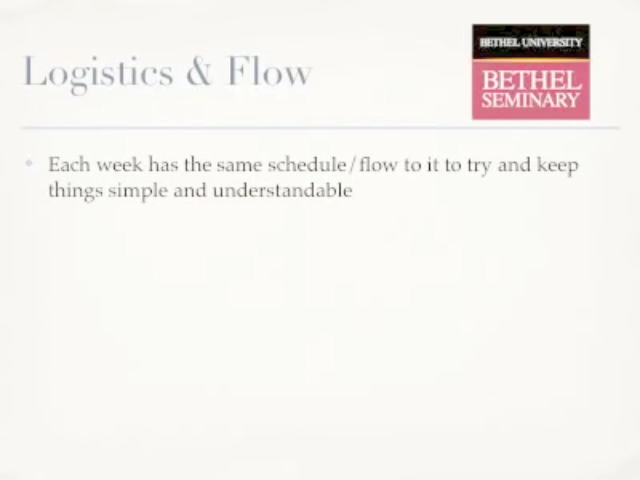 Logistics & Flow
BETHEL UNIVERSITY
BETHEL
SEMINARY
Each week has the same schedule/flow to it to try and keep
things simple and understandable